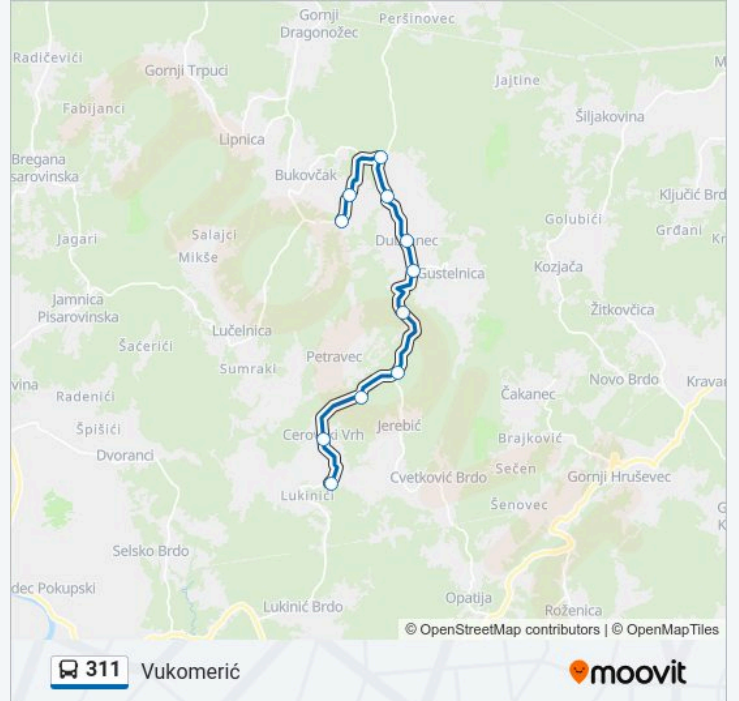 Gornji
Dragonožec
Peršinovec
Radičevići
Gornji Trpuci
Jajtine
Fabijanci
Šiljakovina
Lipnica
Bregana
Bukovčak
Ključić Brd
Golubići
Grđani
Salajci
Jagari
Mikše
Gustelnica
Kozjača
Jamnica
Pisarovinska
Žitkovčica
Lučelnica
Šaćerići
Petravec
Sumraki
Novo Brdo
Radenići
Čakanec
Špišići
Jerebić
Brajković
Dvoranci
Sečen
Cvetković Brdo
Gornji Hruševec
Lukinići
Šenovec
Selsko Brdo
Opatija
Lukinić Brdo
Roženica
© OpenStreetMap contributors | © OpenMapTiles
311 Vukomerić
moovit